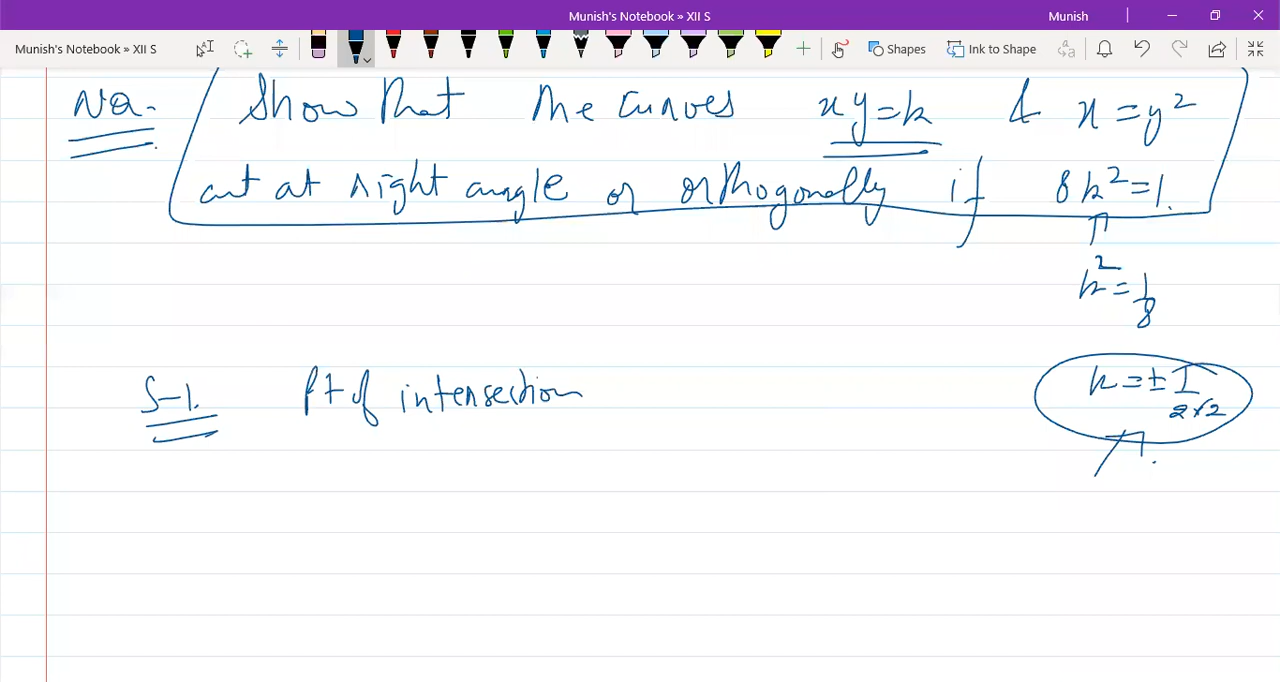 Munish's Notebook » XII S
Munish
Munish's Notebook » XII S
Shapes
Ink to Shape
NQ- Show that the curves xy=k & x=y²
cut at right angle or orthogonally if 8k²=1.
k²=1/8
S-1. Pt of intersection
k=±1/2√2